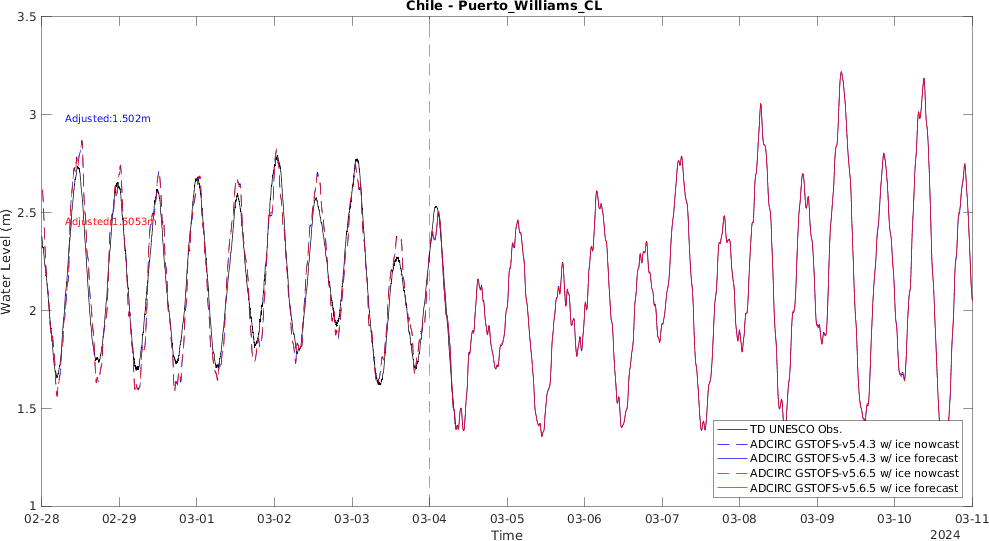 Chile - Puerto_Williams_CL
3.5
3
2.5
2
1.5
1
Water Level (m)
Adjusted:1.502m
Adjusted:1.5053m
TD UNESCO Obs.
ADCIRC GSTOFS-v5.4.3 w/ ice nowcast
ADCIRC GSTOFS-v5.4.3 w/ ice forecast
ADCIRC GSTOFS-v5.6.5 w/ ice nowcast
ADCIRC GSTOFS-v5.6.5 w/ ice forecast
02-28 02-29 03-01 03-02 03-03 03-04 03-05 03-06 03-07 03-08 03-09 03-10 03-11
Time
2024